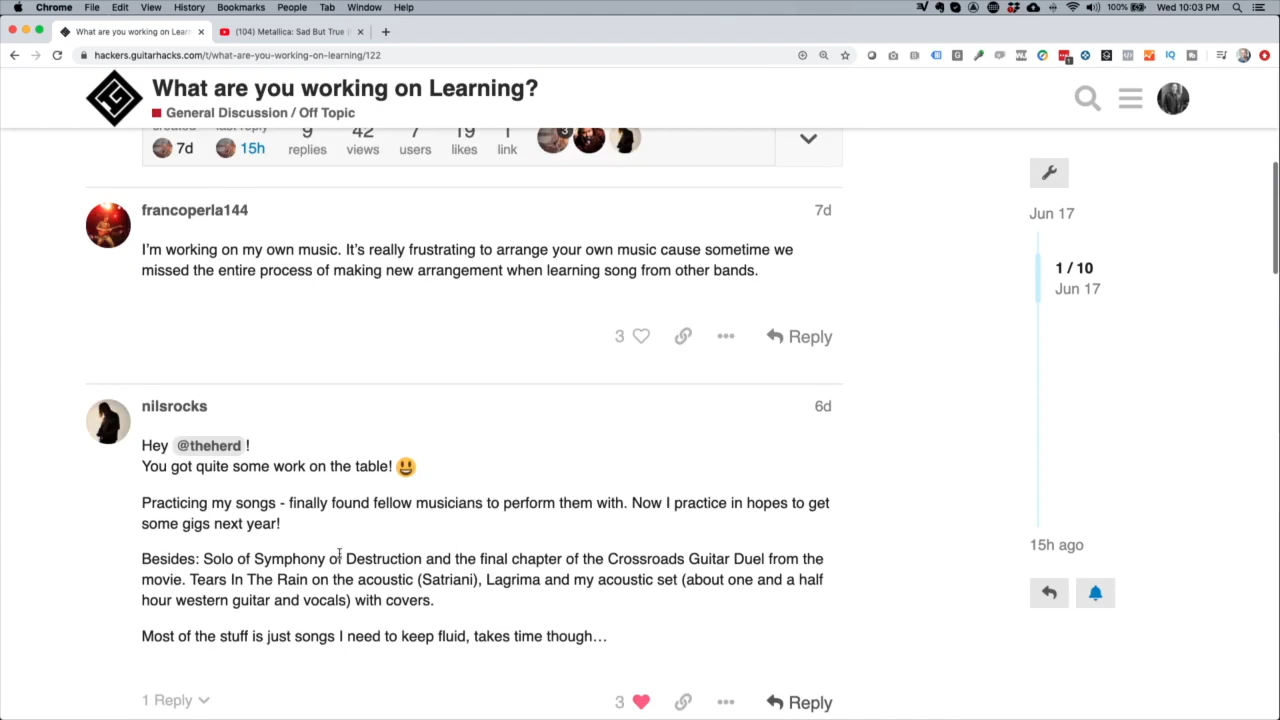 Chrome File Edit View History Bookmarks People Tab Window Help 100% Wed 10:03 PM
What are you working on Learn (104) Metallica: Sad But True
hackers.guitarhacks.com/t/what-are-you-working-on-learning/122
What are you working on Learning?
General Discussion / Off Topic
created last reply 9 42 7 19 1 3
7d 15h replies views users likes link
Jun 17
francoperla144 7d
I'm working on my own music. It's really frustrating to arrange your own music cause sometime we
missed the entire process of making new arrangement when learning song from other bands.
1 / 10
Jun 17
3 Reply
nilsrocks 6d
Hey @theherd !
You got quite some work on the table!
Practicing my songs - finally found fellow musicians to perform them with. Now I practice in hopes to get
some gigs next year!
15h ago
Besides: Solo of Symphony of Destruction and the final chapter of the Crossroads Guitar Duel from the
movie. Tears In The Rain on the acoustic (Satriani), Lagrima and my acoustic set (about one and a half
hour western guitar and vocals) with covers.
Most of the stuff is just songs I need to keep fluid, takes time though…
1 Reply 3 Reply